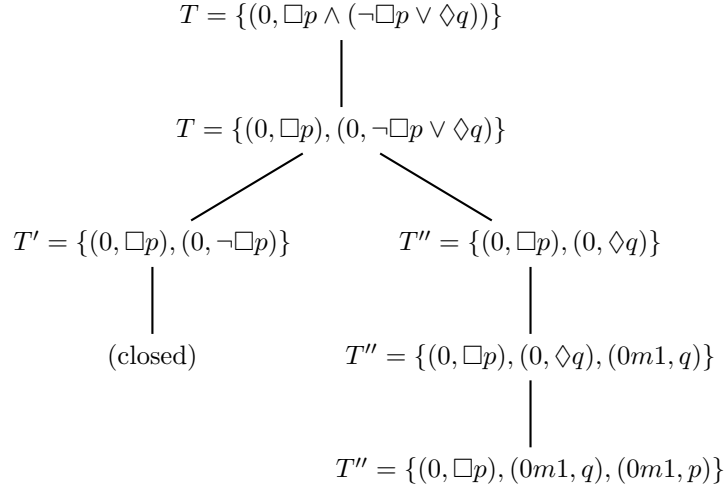 T = {(0, □p ∧ (¬□p ∨ ◊q))}
T = {(0, □p), (0, ¬□p ∨ ◊q)}
T′ = {(0, □p), (0, ¬□p)}
T″ = {(0, □p), (0, ◊q)}
(closed)
T″ = {(0, □p), (0, ◊q), (0m1, q)}
T″ = {(0, □p), (0m1, q), (0m1, p)}